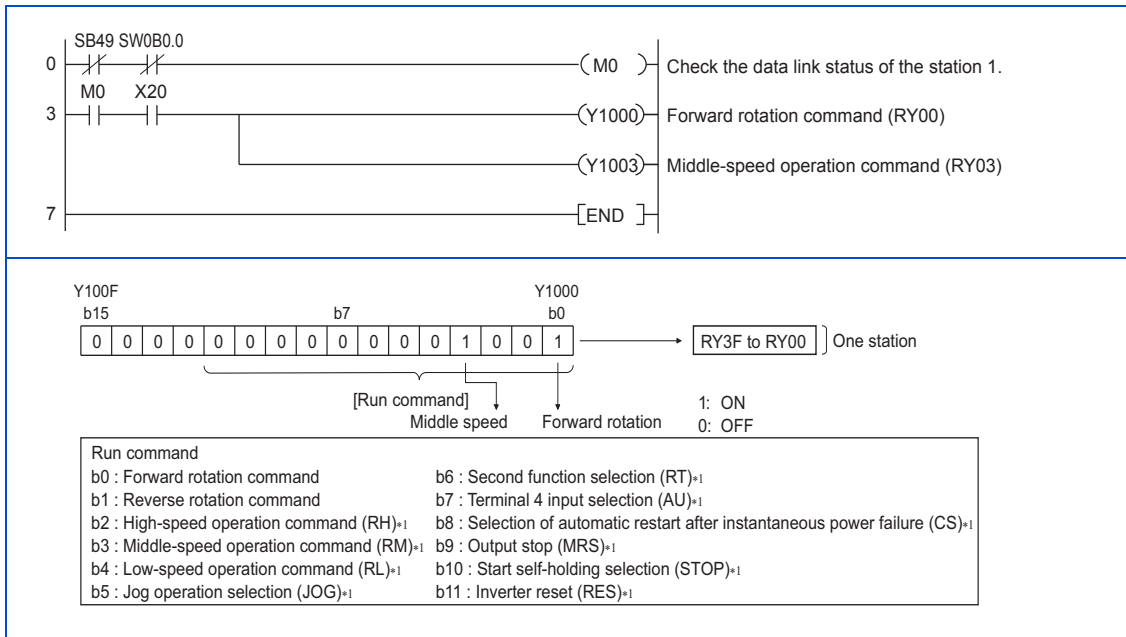 SB49 SW0B0.0
0 M0 Check the data link status of the station 1.
M0 X20
3 Y1000 Forward rotation command (RY00)
Y1003 Middle-speed operation command (RY03)
7 END
Y100F Y1000
b15 b7 b0
0 0 0 0 0 0 0 0 0 0 0 0 1 0 0 1 RY3F to RY00 One station
[Run command] 1: ON
Middle speed Forward rotation 0: OFF
Run command
b0 : Forward rotation command b6 : Second function selection (RT)*1
b1 : Reverse rotation command b7 : Terminal 4 input selection (AU)*1
b2 : High-speed operation command (RH)*1 b8 : Selection of automatic restart after instantaneous power failure (CS)*1
b3 : Middle-speed operation command (RM)*1 b9 : Output stop (MRS)*1
b4 : Low-speed operation command (RL)*1 b10 : Start self-holding selection (STOP)*1
b5 : Jog operation selection (JOG)*1 b11 : Inverter reset (RES)*1